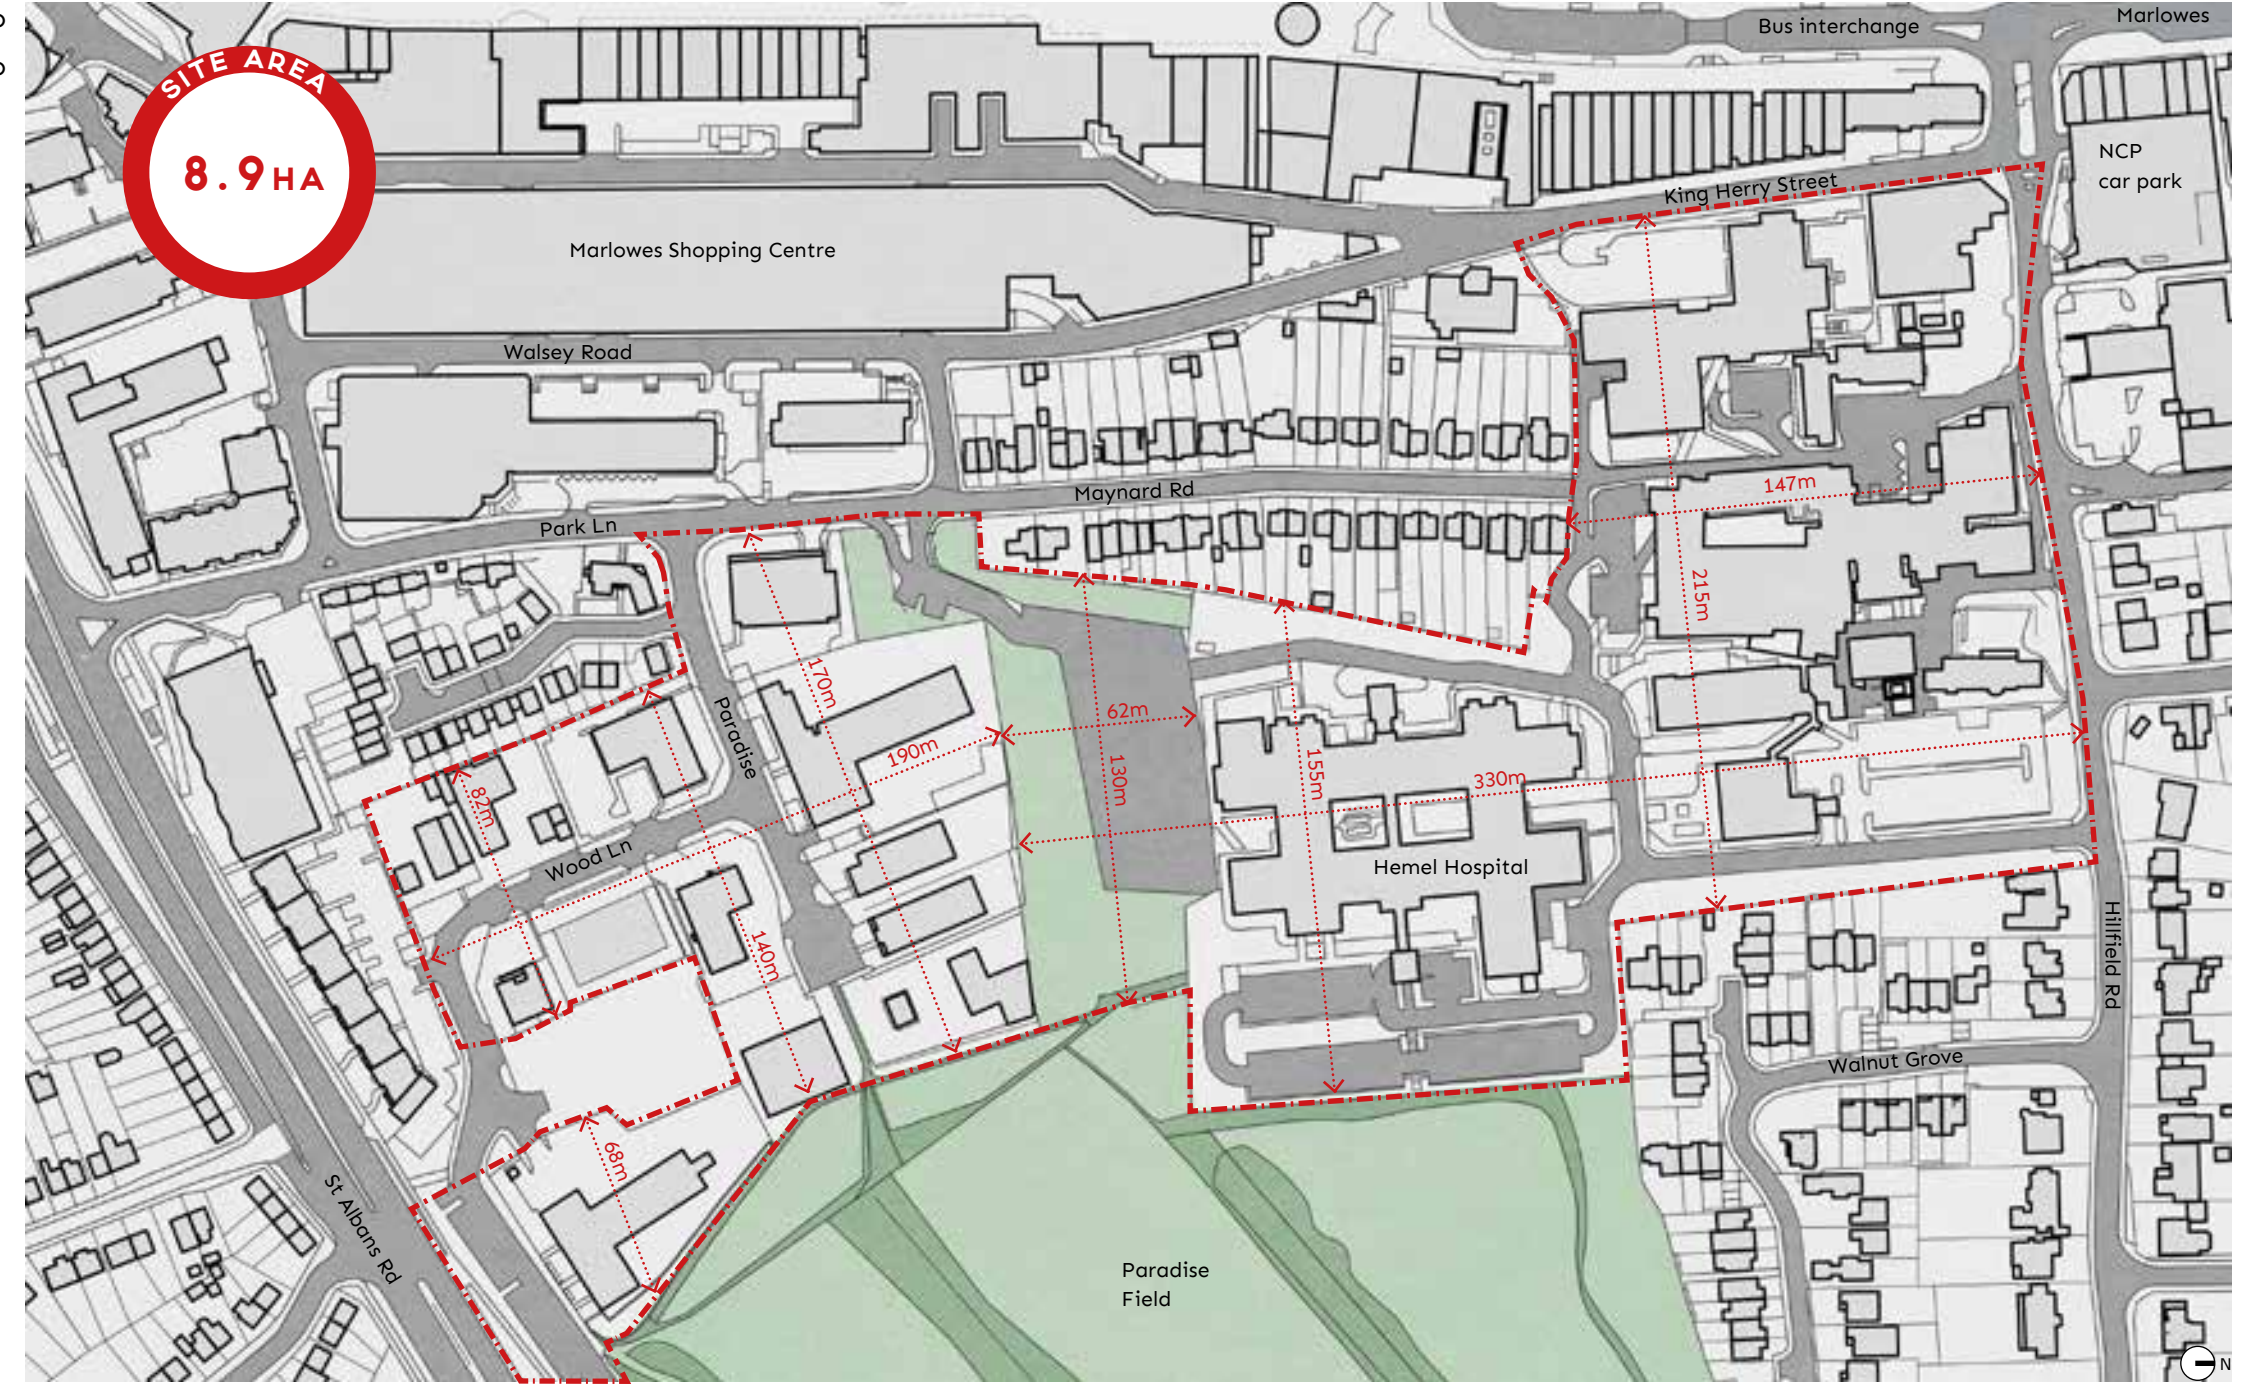 Bus interchange
Marlowes
SITE AREA
8.9HA
NCP
car park
King Herry Street
Marlowes Shopping Centre
Walsey Road
Maynard Rd
147m
Park Ln
215m
170m
Paradise
62m
190m
130m
155m
330m
82m
Wood Ln
Hemel Hospital
140m
Hillfield Rd
Walnut Grove
68m
St Albans Rd
Paradise
Field
N